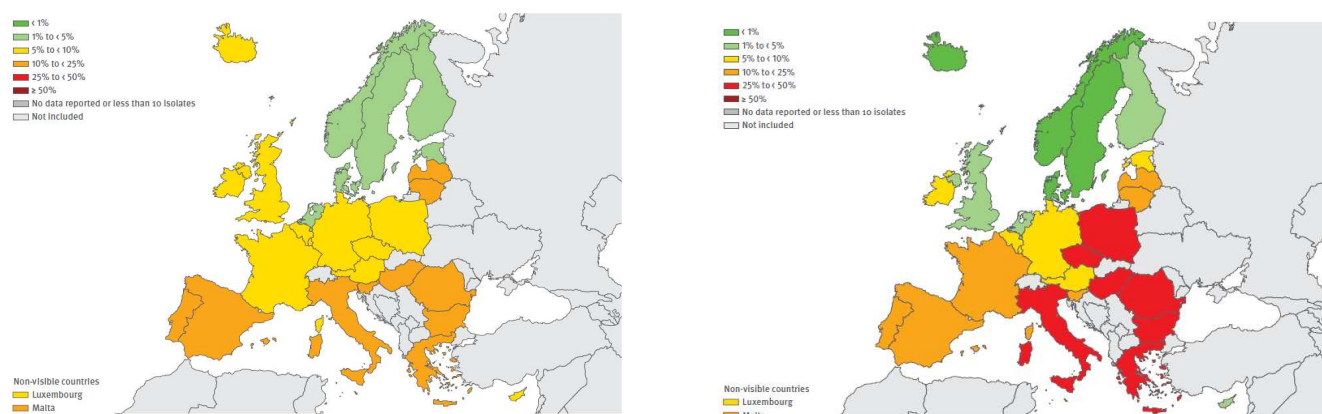 < 1%
1% to < 5%
5% to < 10%
10% to < 25%
25% to < 50%
≥ 50%
No data reported or less than 10 isolates
Not included
Non-visible countries
Luxembourg
Malta
< 1%
1% to < 5%
5% to < 10%
10% to < 25%
25% to < 50%
≥ 50%
No data reported or less than 10 isolates
Not included
Non-visible countries
Luxembourg
Malta